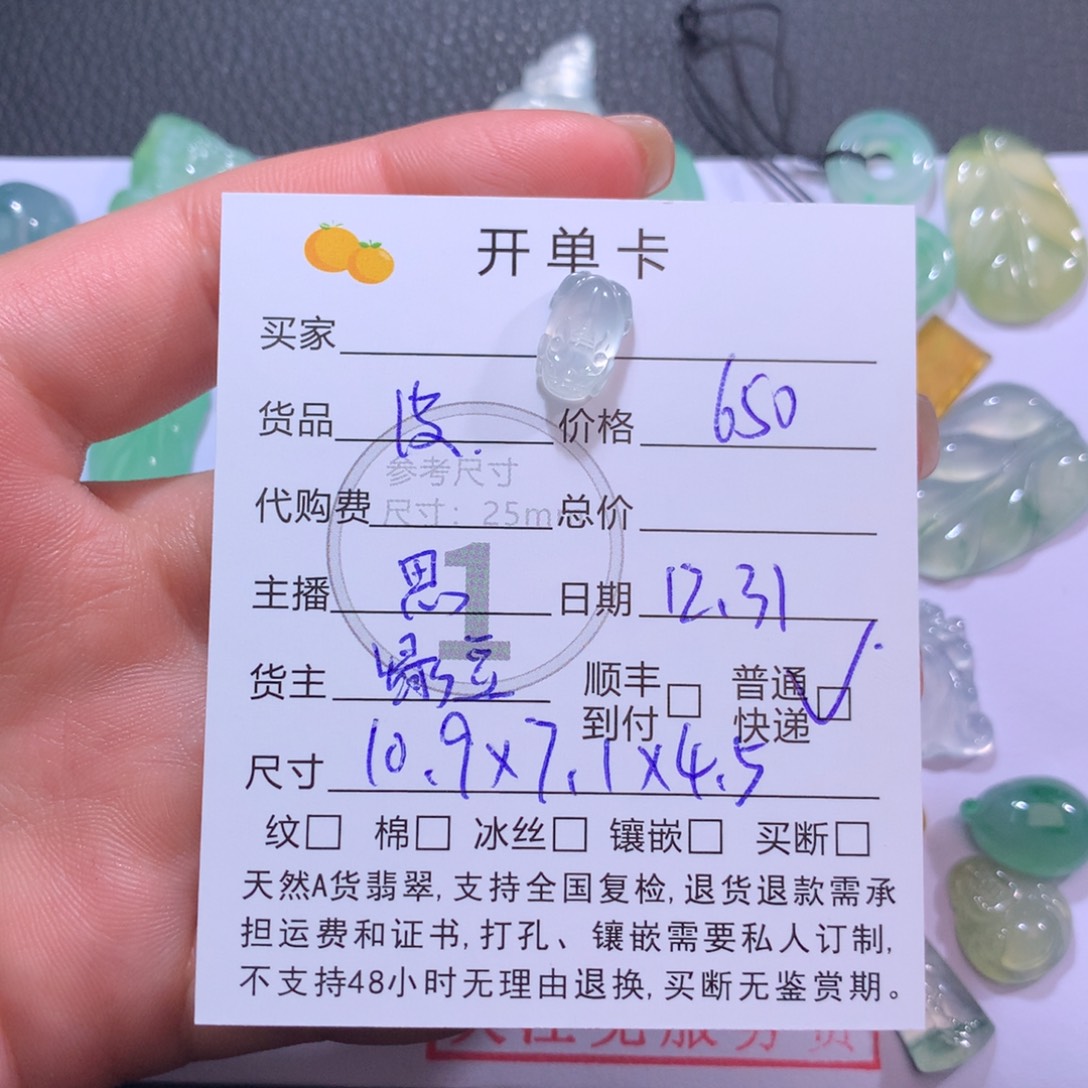 开单卡
买家
货品 皮. 价格 650
参考尺寸
代购费 尺寸：25mm 总价
1
主播 思 日期 12.31
货主 绿豆 顺丰到付□ 普通快递□✓
尺寸 10.9×7.1×4.5
纹□ 棉□ 冰丝□ 镶嵌□ 买断□
天然A货翡翠,支持全国复检,退货退款需承
担运费和证书,打孔、镶嵌需要私人订制,
不支持48小时无理由退换,买断无鉴赏期。